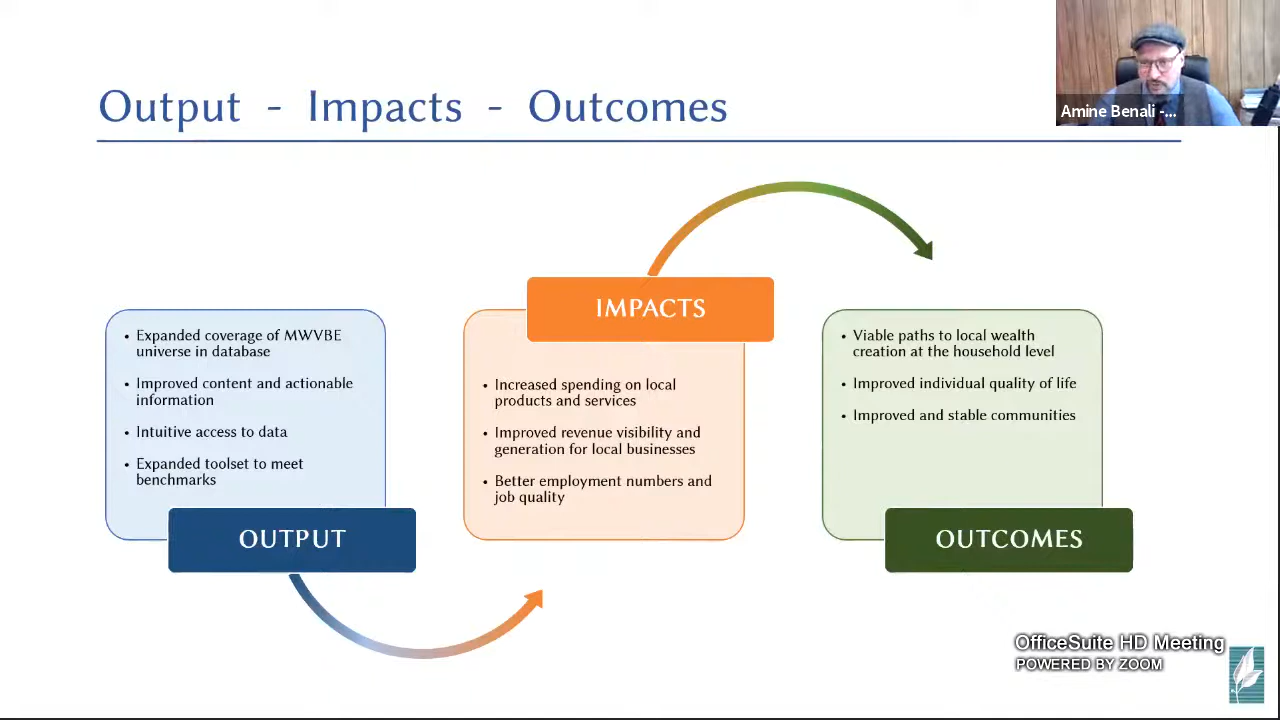 Output - Impacts - Outcomes
Amine Benali -...
• Expanded coverage of MWVBE
universe in database
• Improved content and actionable
information
• Intuitive access to data
• Expanded toolset to meet
benchmarks
OUTPUT
IMPACTS
• Increased spending on local
products and services
• Improved revenue visibility and
generation for local businesses
• Better employment numbers and
job quality
• Viable paths to local wealth
creation at the household level
• Improved individual quality of life
• Improved and stable communities
OUTCOMES
OfficeSuite HD Meeting
POWERED BY ZOOM